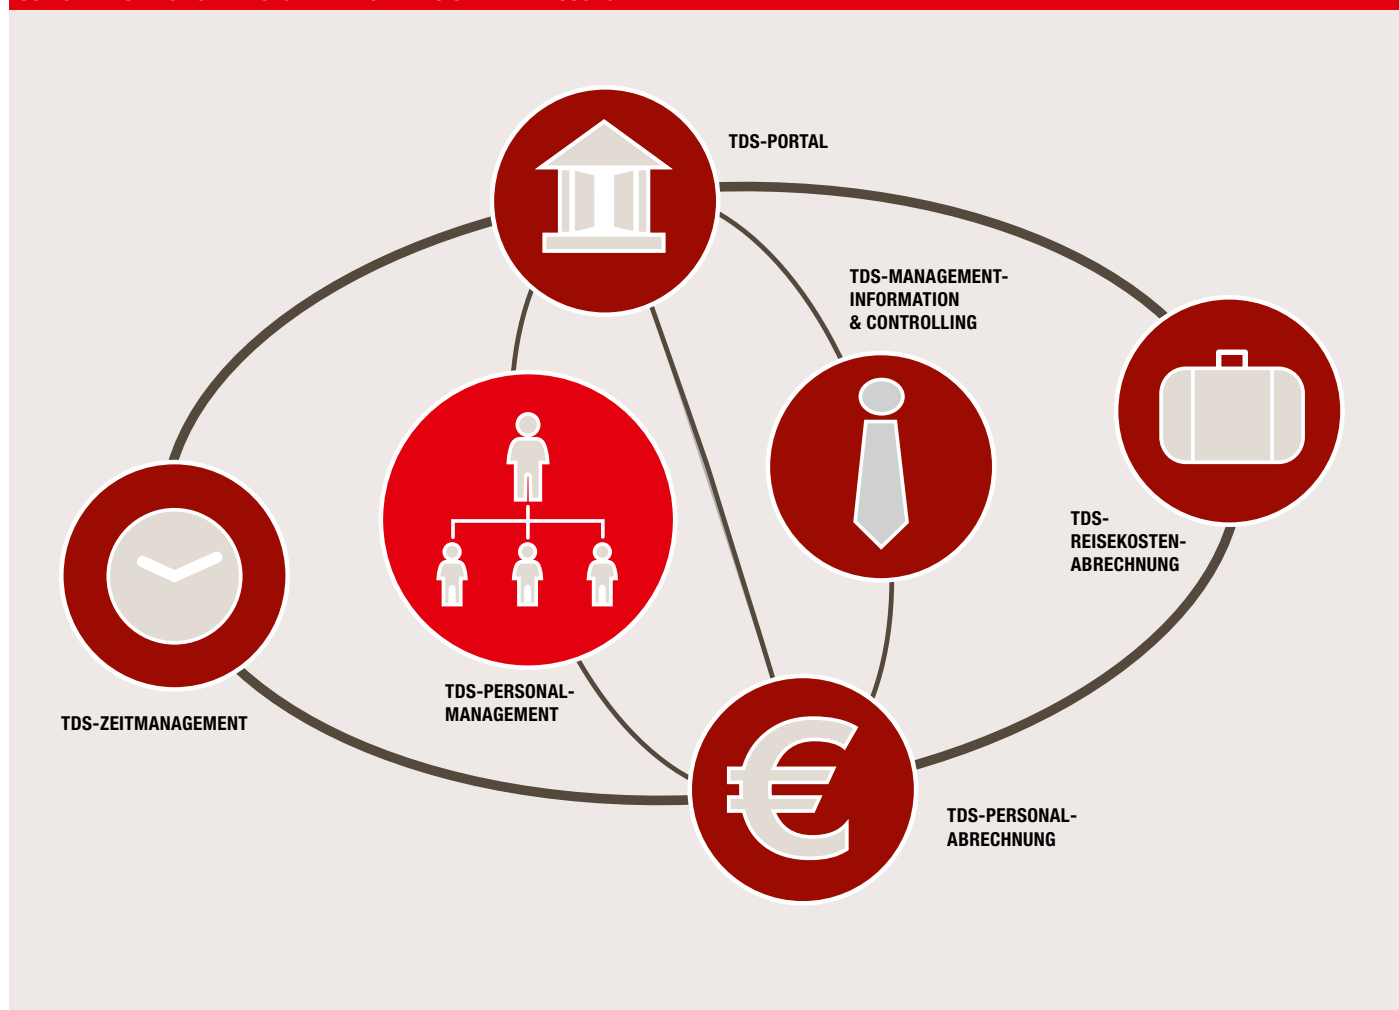 TDS-PORTAL
TDS-MANAGEMENT-
INFORMATION
& CONTROLLING
TDS-
REISEKOSTEN-
ABRECHNUNG
TDS-PERSONAL-
MANAGEMENT
TDS-ZEITMANAGEMENT
TDS-PERSONAL-
ABRECHNUNG